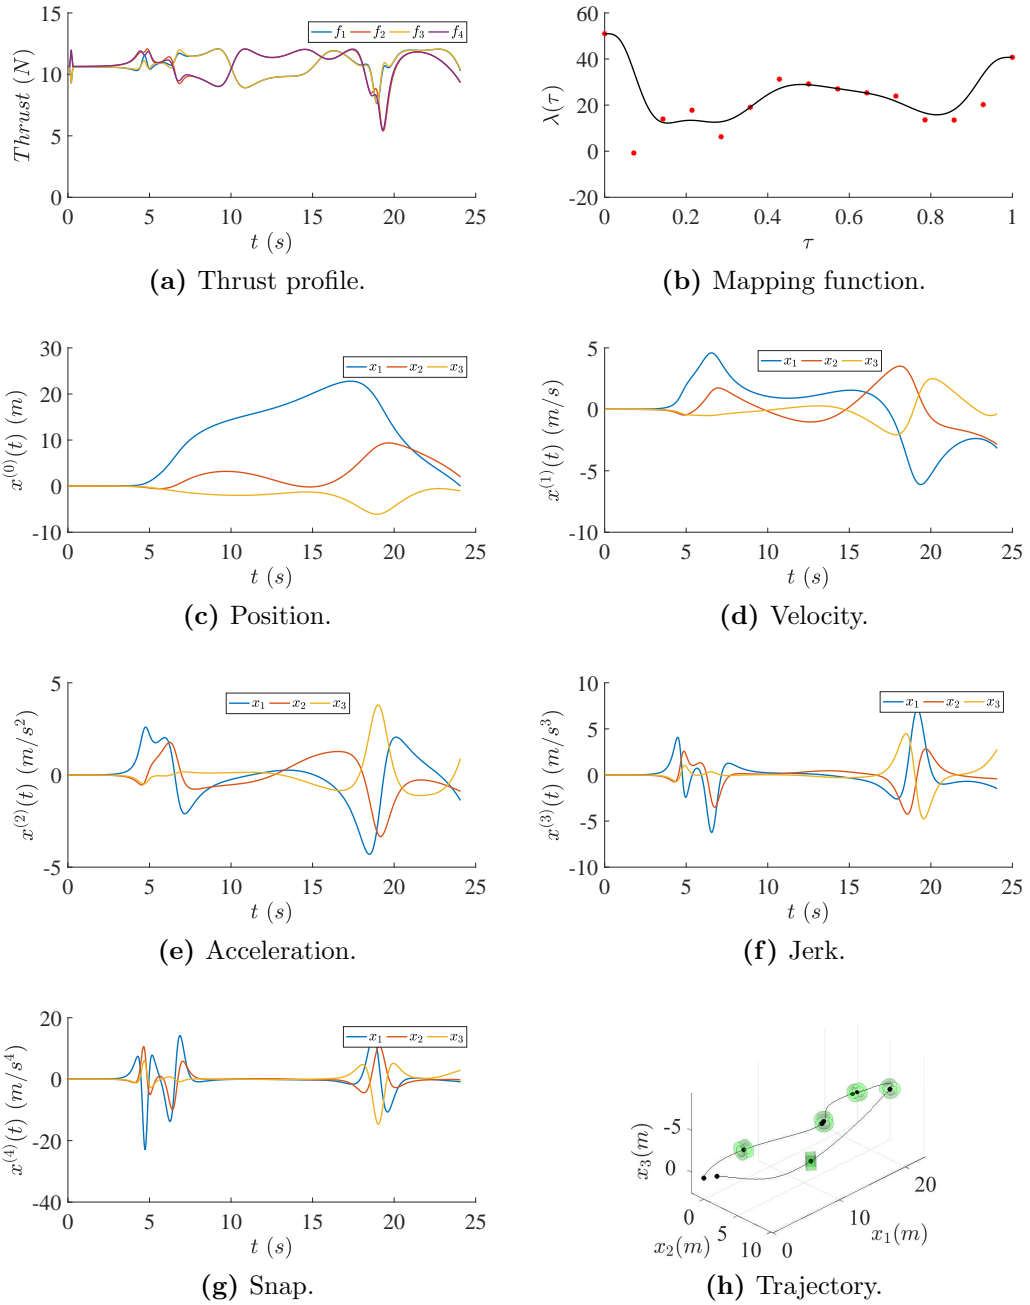 15
10
5
0
Thrust (N)
f₁ f₂ f₃ f₄
0 5 10 15 20 25
t (s)
(a) Thrust profile.
60
40
20
0
-20
λ(τ)
0 0.2 0.4 0.6 0.8 1
τ
(b) Mapping function.
30
20
10
0
-10
x⁽⁰⁾(t) (m)
x₁ x₂ x₃
0 5 10 15 20 25
t (s)
(c) Position.
5
0
-5
-10
x⁽¹⁾(t) (m/s)
x₁ x₂ x₃
0 5 10 15 20 25
t (s)
(d) Velocity.
5
0
-5
x⁽²⁾(t) (m/s²)
x₁ x₂ x₃
0 5 10 15 20 25
t (s)
(e) Acceleration.
10
5
0
-5
-10
x⁽³⁾(t) (m/s³)
x₁ x₂ x₃
0 5 10 15 20 25
t (s)
(f) Jerk.
20
0
-20
-40
x⁽⁴⁾(t) (m/s⁴)
x₁ x₂ x₃
0 5 10 15 20 25
t (s)
(g) Snap.
-5
0
x₃(m)
0 5 10
x₂(m)
0 10 20
x₁(m)
(h) Trajectory.